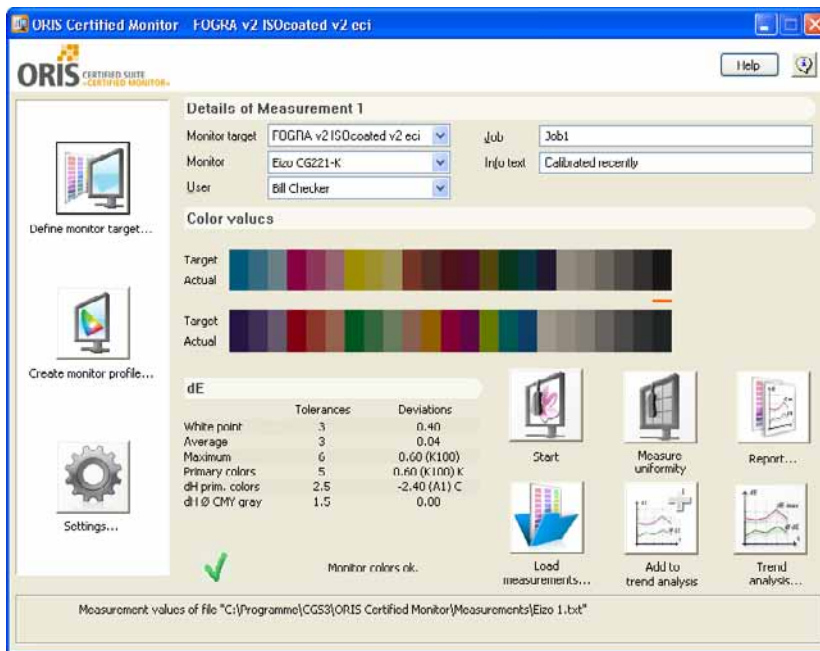 ORIS Certified Monitor - FOGRA v2 ISOcoated v2 eci
ORIS CERTIFIED SUITE
«CERTIFIED MONITOR»
Help
Details of Measurement 1
Monitor target FOGRA v2 ISOcoated v2 eci Job Job1
Monitor Eizo CG221-K Info text Calibrated recently
User Bill Checker
Define monitor target...
Color values
Target
Actual
Target
Actual
Create monitor profile...
dE
Tolerances Deviations
White point 3 0.40
Average 3 0.04
Maximum 6 0.60 (K100)
Primary colors 5 0.60 (K100) K
dH prim. colors 2.5 -2.40 (A1) C
dH Ø CMY gray 1.5 0.00
Start
Measure
uniformity
Report...
Settings...
Monitor colors ok.
Load
measurements...
Add to
trend analysis
Trend
analysis...
Measurement values of file "C:\Programme\CGS3\ORIS Certified Monitor\Measurements\Eizo 1.txt"